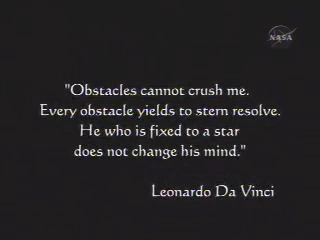 NASA
"Obstacles cannot crush me.
Every obstacle yields to stern resolve.
He who is fixed to a star
does not change his mind."
Leonardo Da Vinci